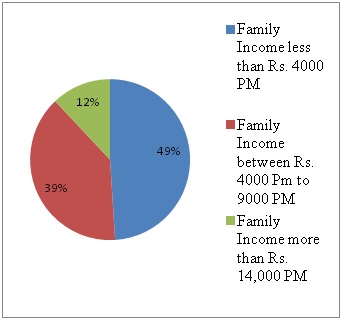 Family
Income less
than Rs. 4000
PM
12%
49%
39%
Family
Income
between Rs.
4000 Pm to
9000 PM
Family
Income more
than Rs.
14,000 PM